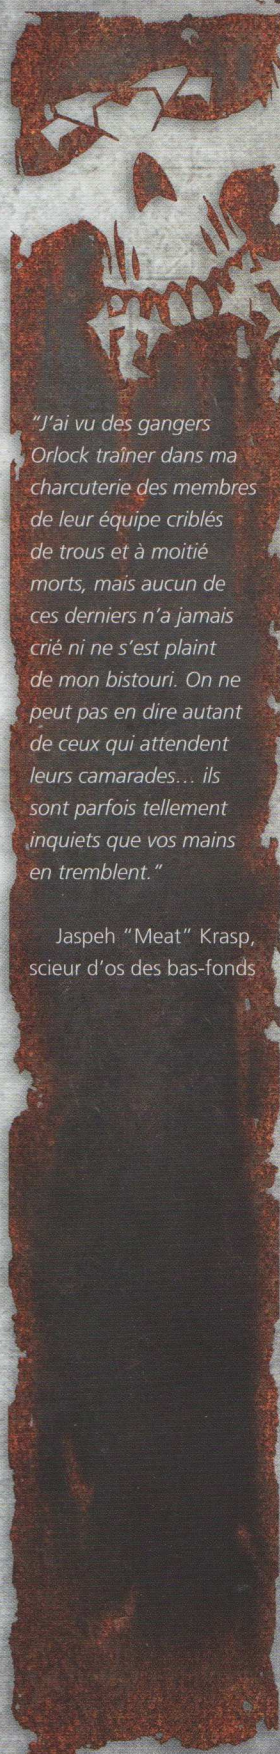 "J'ai vu des gangers
Orlock traîner dans ma
charcuterie des membres
de leur équipe criblés
de trous et à moitié
morts, mais aucun de
ces derniers n'a jamais
crié ni ne s'est plaint
de mon bistouri. On ne
peut pas en dire autant
de ceux qui attendent
leurs camarades... ils
sont parfois tellement
inquiets que vos mains
en tremblent."
Jaspeh "Meat" Krasp,
scieur d'os des bas-fonds